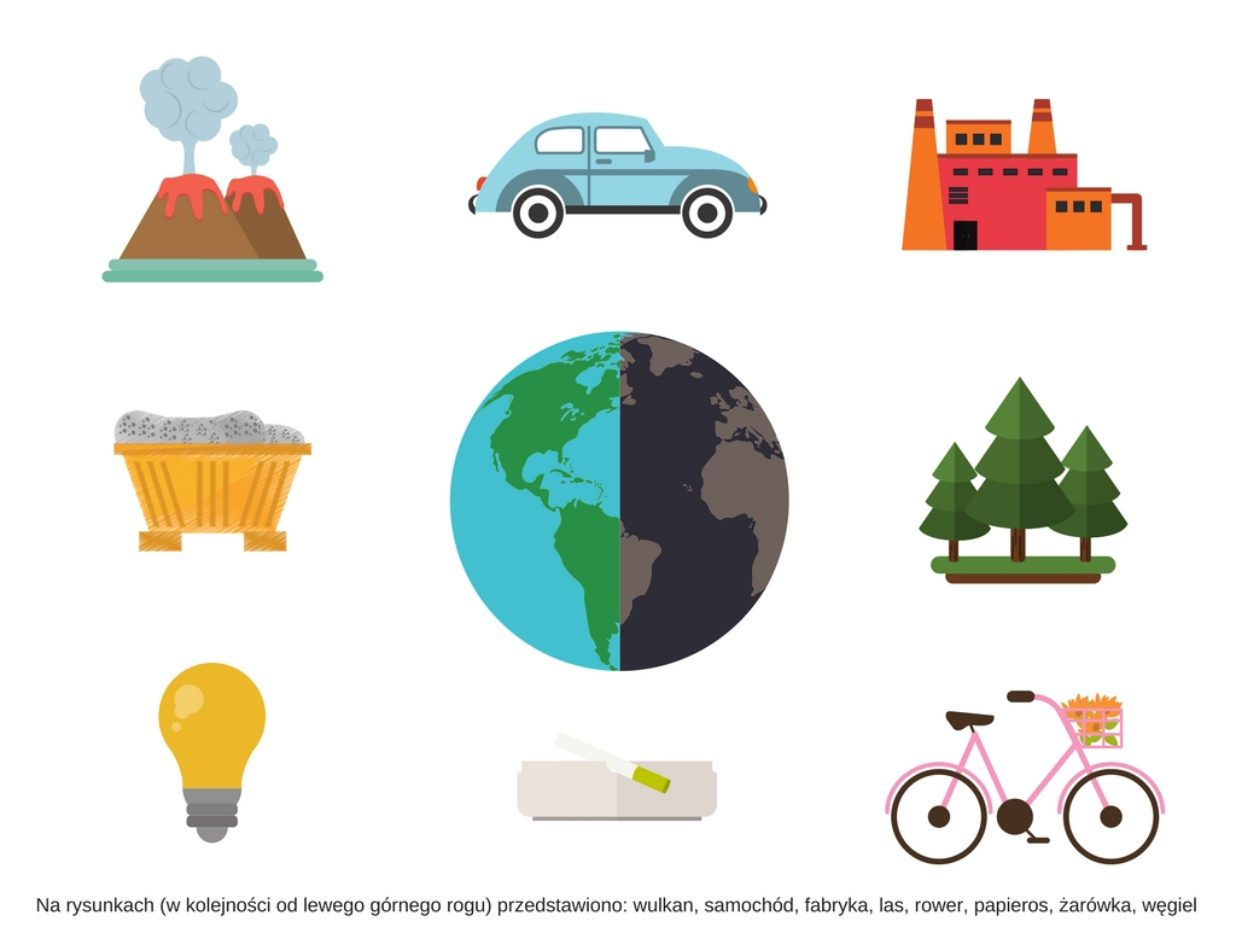 Na rysunkach (w kolejności od lewego górnego rogu) przedstawiono: wulkan, samochód, fabryka, las, rower, papieros, żarówka, węgiel